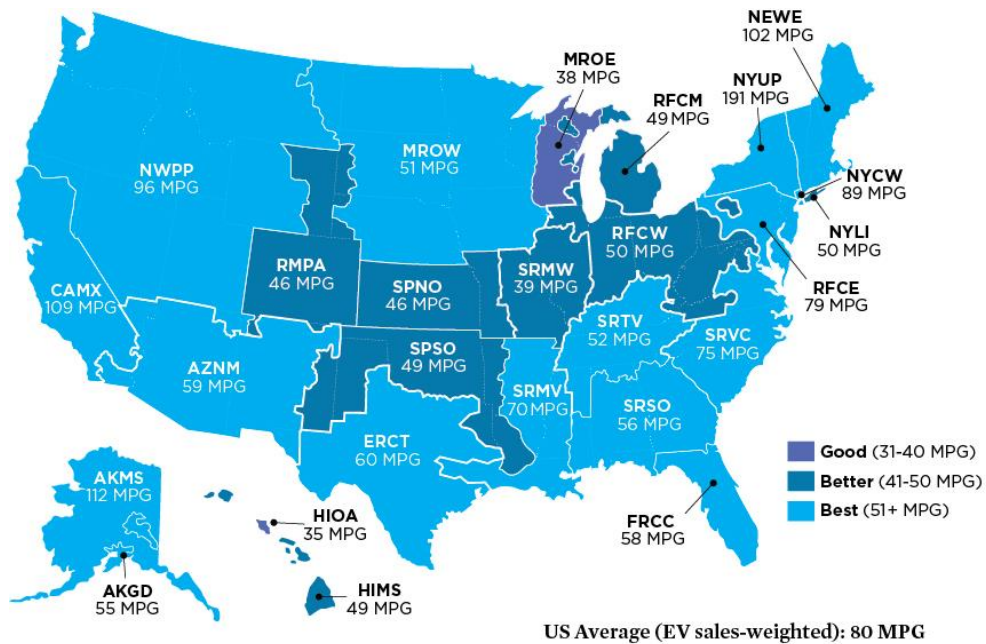 NEWE
102 MPG
MROE
38 MPG
NYUP
191 MPG
RFCM
49 MPG
MROW
51 MPG
NWPP
96 MPG
NYCW
89 MPG
NYLI
50 MPG
RFCW
50 MPG
RMPA
46 MPG
SRMW
39 MPG
SPNO
46 MPG
RFCE
79 MPG
CAMX
109 MPG
SRTV
52 MPG
SRVC
75 MPG
SPSO
49 MPG
AZNM
59 MPG
SRMV
70 MPG
SRSO
56 MPG
ERCT
60 MPG
Good (31-40 MPG)
Better (41-50 MPG)
Best (51+ MPG)
AKMS
112 MPG
HIOA
35 MPG
FRCC
58 MPG
AKGD
55 MPG
HIMS
49 MPG
US Average (EV sales-weighted): 80 MPG